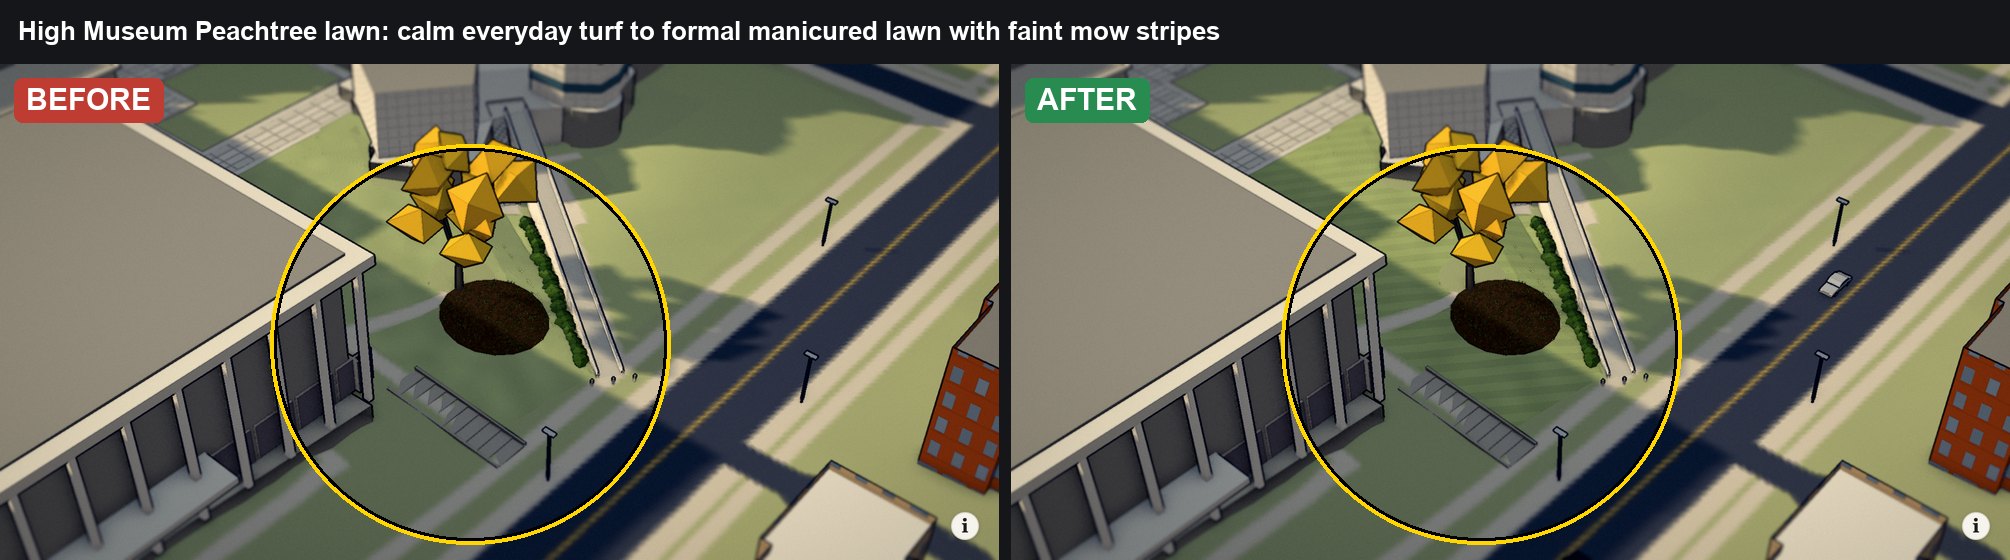 High Museum Peachtree lawn: calm everyday turf to formal manicured lawn with faint mow stripes
BEFORE
AFTER
i
i